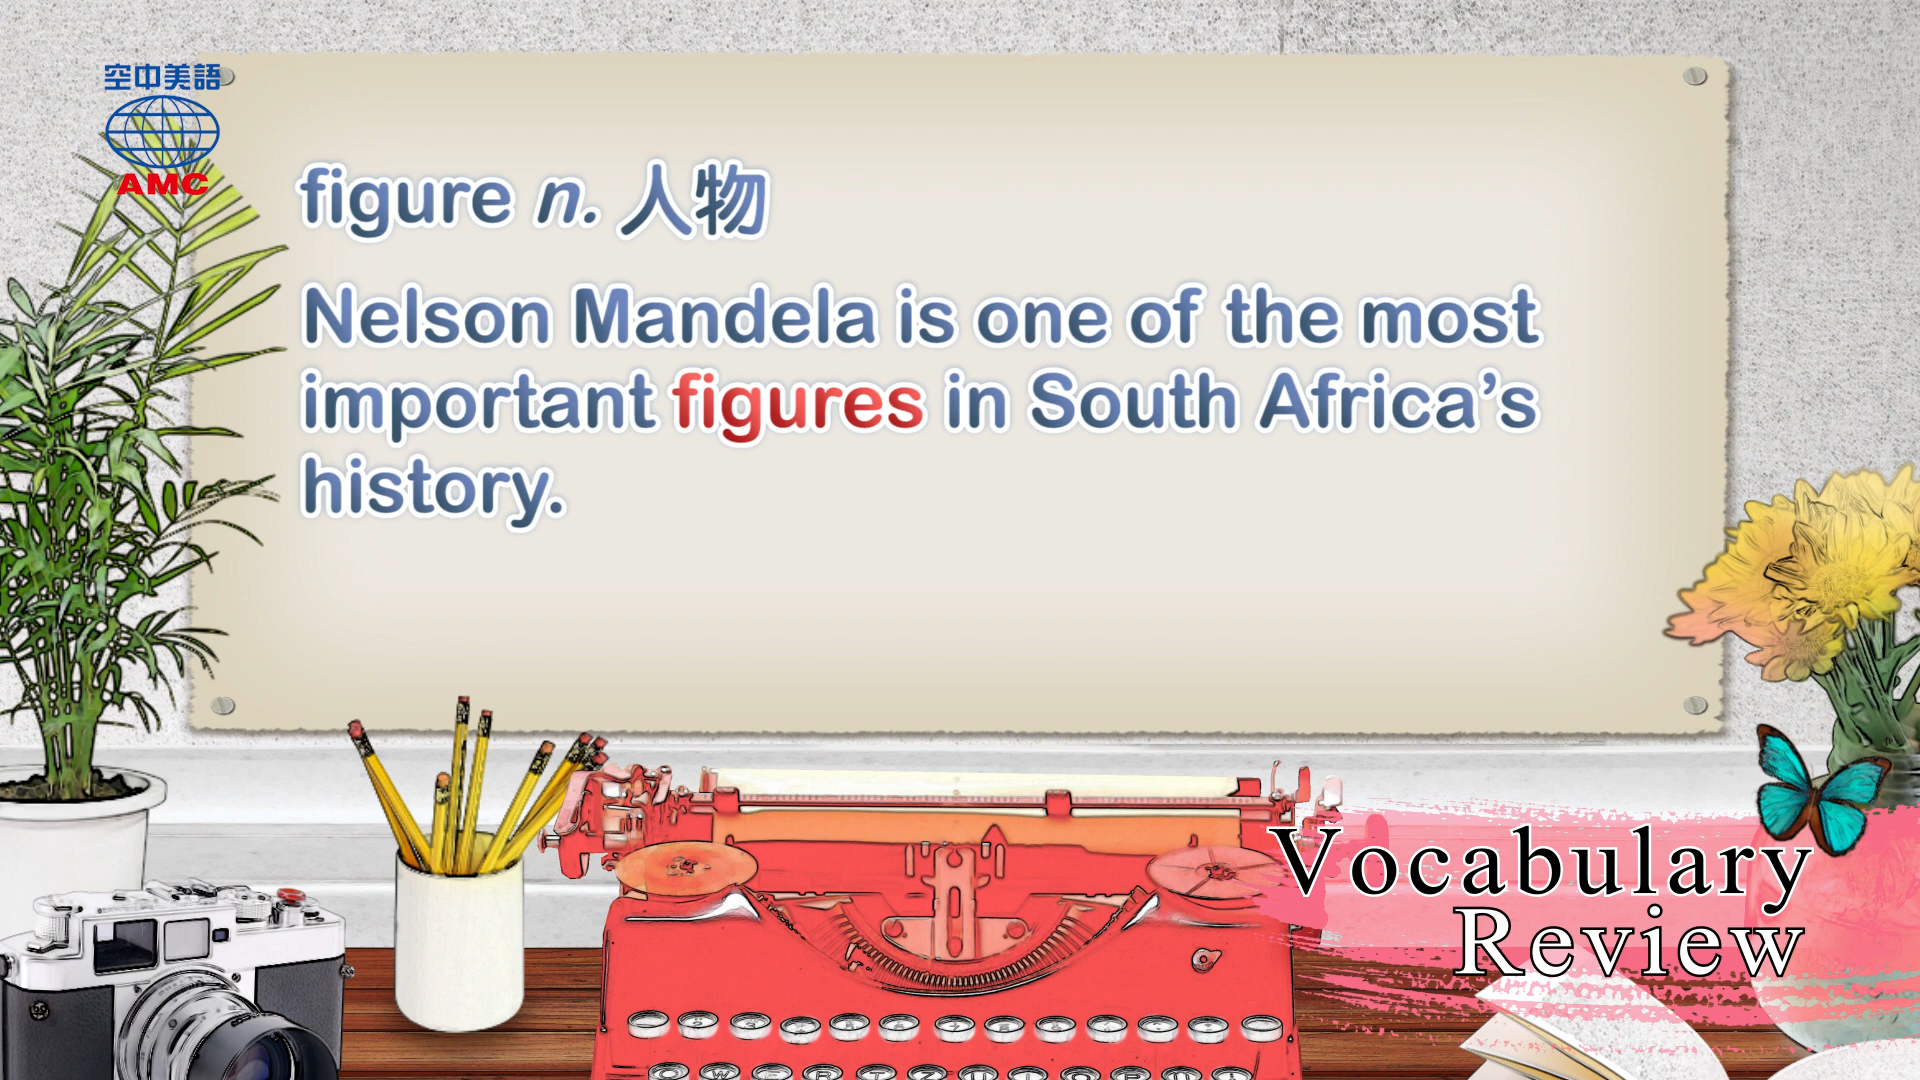 空中美語
AMC
figure n. 人物
Nelson Mandela is one of the most
important figures in South Africa's
history.
Vocabulary
Review